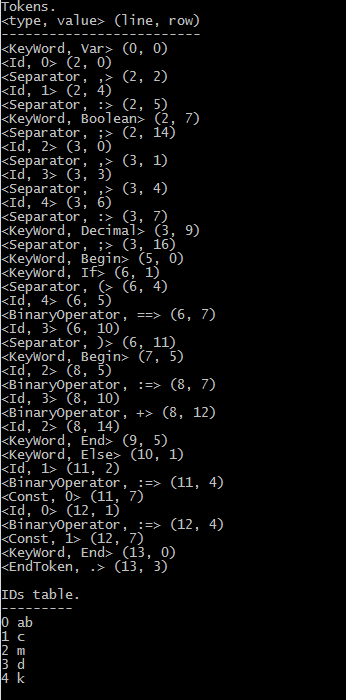 Tokens.
<type, value> (line, row)
-------------------------
<KeyWord, Var> (0, 0)
<Id, 0> (2, 0)
<Separator, ,> (2, 2)
<Id, 1> (2, 4)
<Separator, :> (2, 5)
<KeyWord, Boolean> (2, 7)
<Separator, ;> (2, 14)
<Id, 2> (3, 0)
<Separator, ,> (3, 1)
<Id, 3> (3, 3)
<Separator, ,> (3, 4)
<Id, 4> (3, 6)
<Separator, :> (3, 7)
<KeyWord, Decimal> (3, 9)
<Separator, ;> (3, 16)
<KeyWord, Begin> (5, 0)
<KeyWord, If> (6, 1)
<Separator, (> (6, 4)
<Id, 4> (6, 5)
<BinaryOperator, ==> (6, 7)
<Id, 3> (6, 10)
<Separator, )> (6, 11)
<KeyWord, Begin> (7, 5)
<Id, 2> (8, 5)
<BinaryOperator, :=> (8, 7)
<Id, 3> (8, 10)
<BinaryOperator, +> (8, 12)
<Id, 2> (8, 14)
<KeyWord, End> (9, 5)
<KeyWord, Else> (10, 1)
<Id, 1> (11, 2)
<BinaryOperator, :=> (11, 4)
<Const, 0> (11, 7)
<Id, 0> (12, 1)
<BinaryOperator, :=> (12, 4)
<Const, 1> (12, 7)
<KeyWord, End> (13, 0)
<EndToken, .> (13, 3)
IDs table.
---------
0 ab
1 c
2 m
3 d
4 k